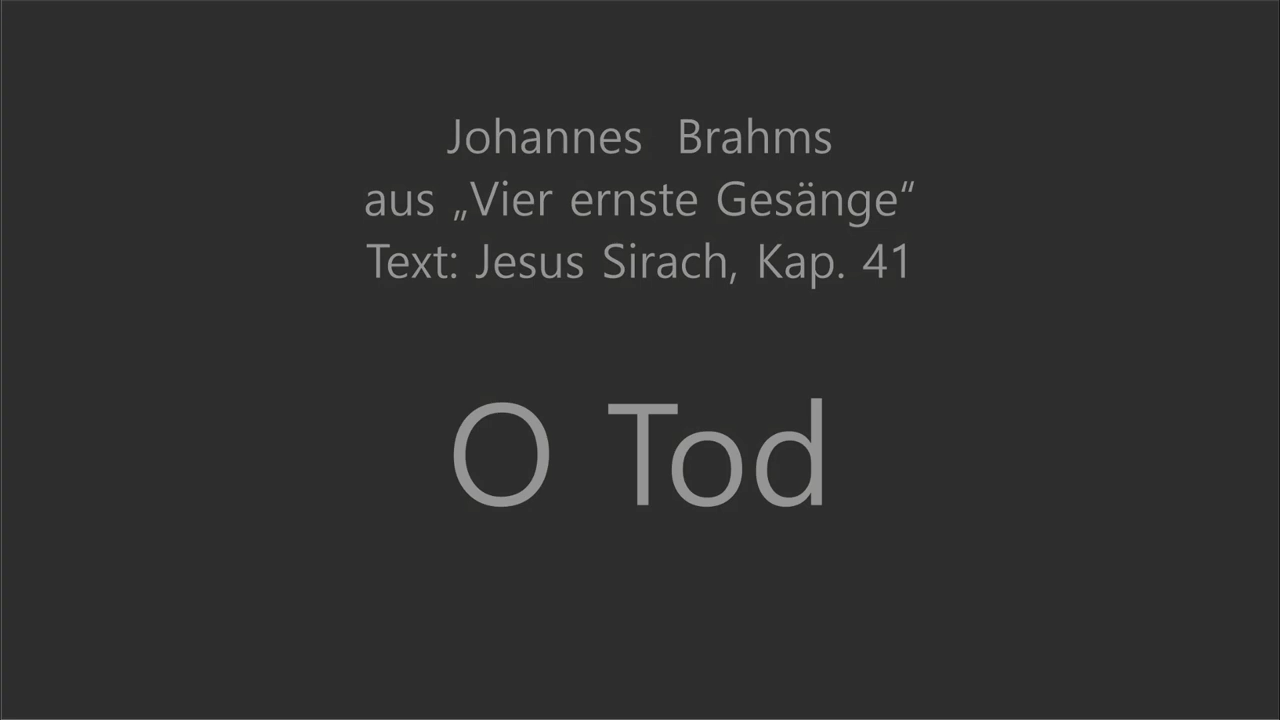 Johannes Brahms
aus „Vier ernste Gesänge“
Text: Jesus Sirach, Kap. 41
O Tod